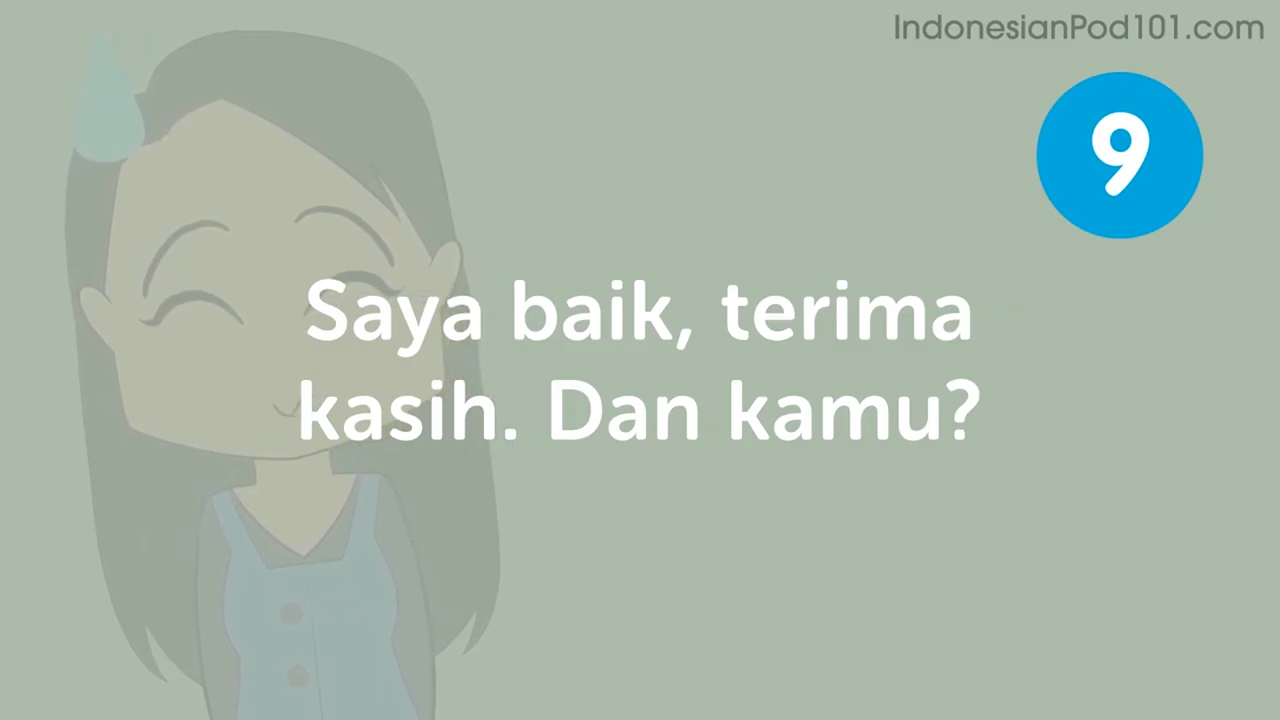 IndonesianPod101.com
9
Saya baik, terima
kasih. Dan kamu?